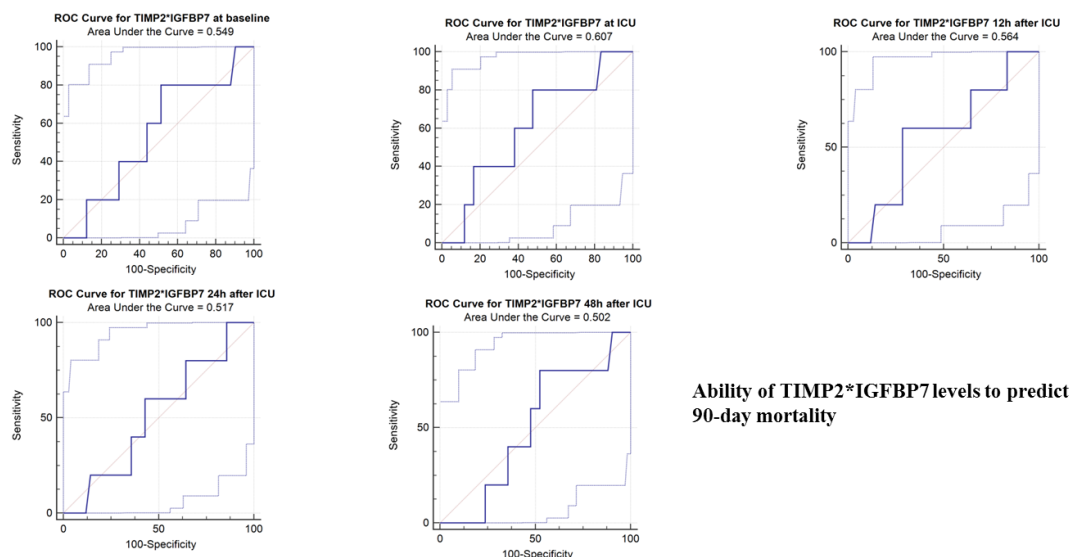 ROC Curve for TIMP2*IGFBP7 at baseline
Area Under the Curve = 0.549
100
80
60
40
20
0
Sensitivity
0 20 40 60 80 100
100-Specificity
ROC Curve for TIMP2*IGFBP7 at ICU
Area Under the Curve = 0.607
100
80
60
40
20
0
Sensitivity
0 20 40 60 80 100
100-Specificity
ROC Curve for TIMP2*IGFBP7 12h after ICU
Area Under the Curve = 0.564
100
50
0
Sensitivity
0 50 100
100-Specificity
ROC Curve for TIMP2*IGFBP7 24h after ICU
Area Under the Curve = 0.517
100
50
0
Sensitivity
0 50 100
100-Specificity
ROC Curve for TIMP2*IGFBP7 48h after ICU
Area Under the Curve = 0.502
100
50
0
Sensitivity
0 50 100
100-Specificity
Ability of TIMP2*IGFBP7 levels to predict
90-day mortality